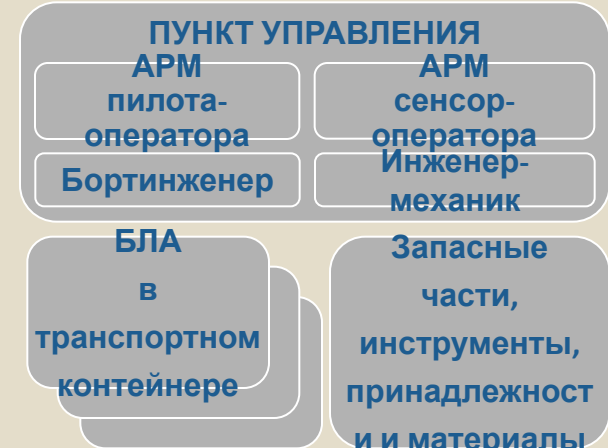 ПУНКТ УПРАВЛЕНИЯ
АРМ
пилота-
оператора
АРМ
сенсор-
оператора
Бортинженер
Инженер-
механик
БЛА
в
транспортном
контейнере
Запасные
части,
инструменты,
принадлежност
и и материалы